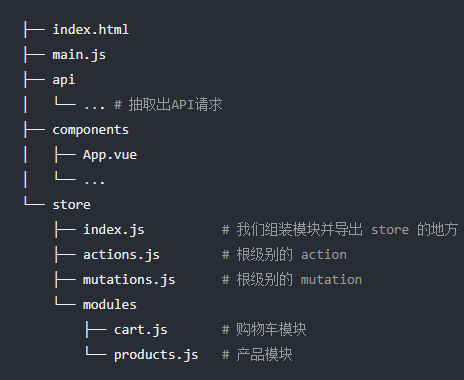 ├── index.html
├── main.js
├── api
│   └── ... # 抽取出API请求
├── components
│   ├── App.vue
│   └── ...
└── store
    ├── index.js          # 我们组装模块并导出 store 的地方
    ├── actions.js        # 根级别的 action
    ├── mutations.js      # 根级别的 mutation
    └── modules
        ├── cart.js       # 购物车模块
        └── products.js   # 产品模块